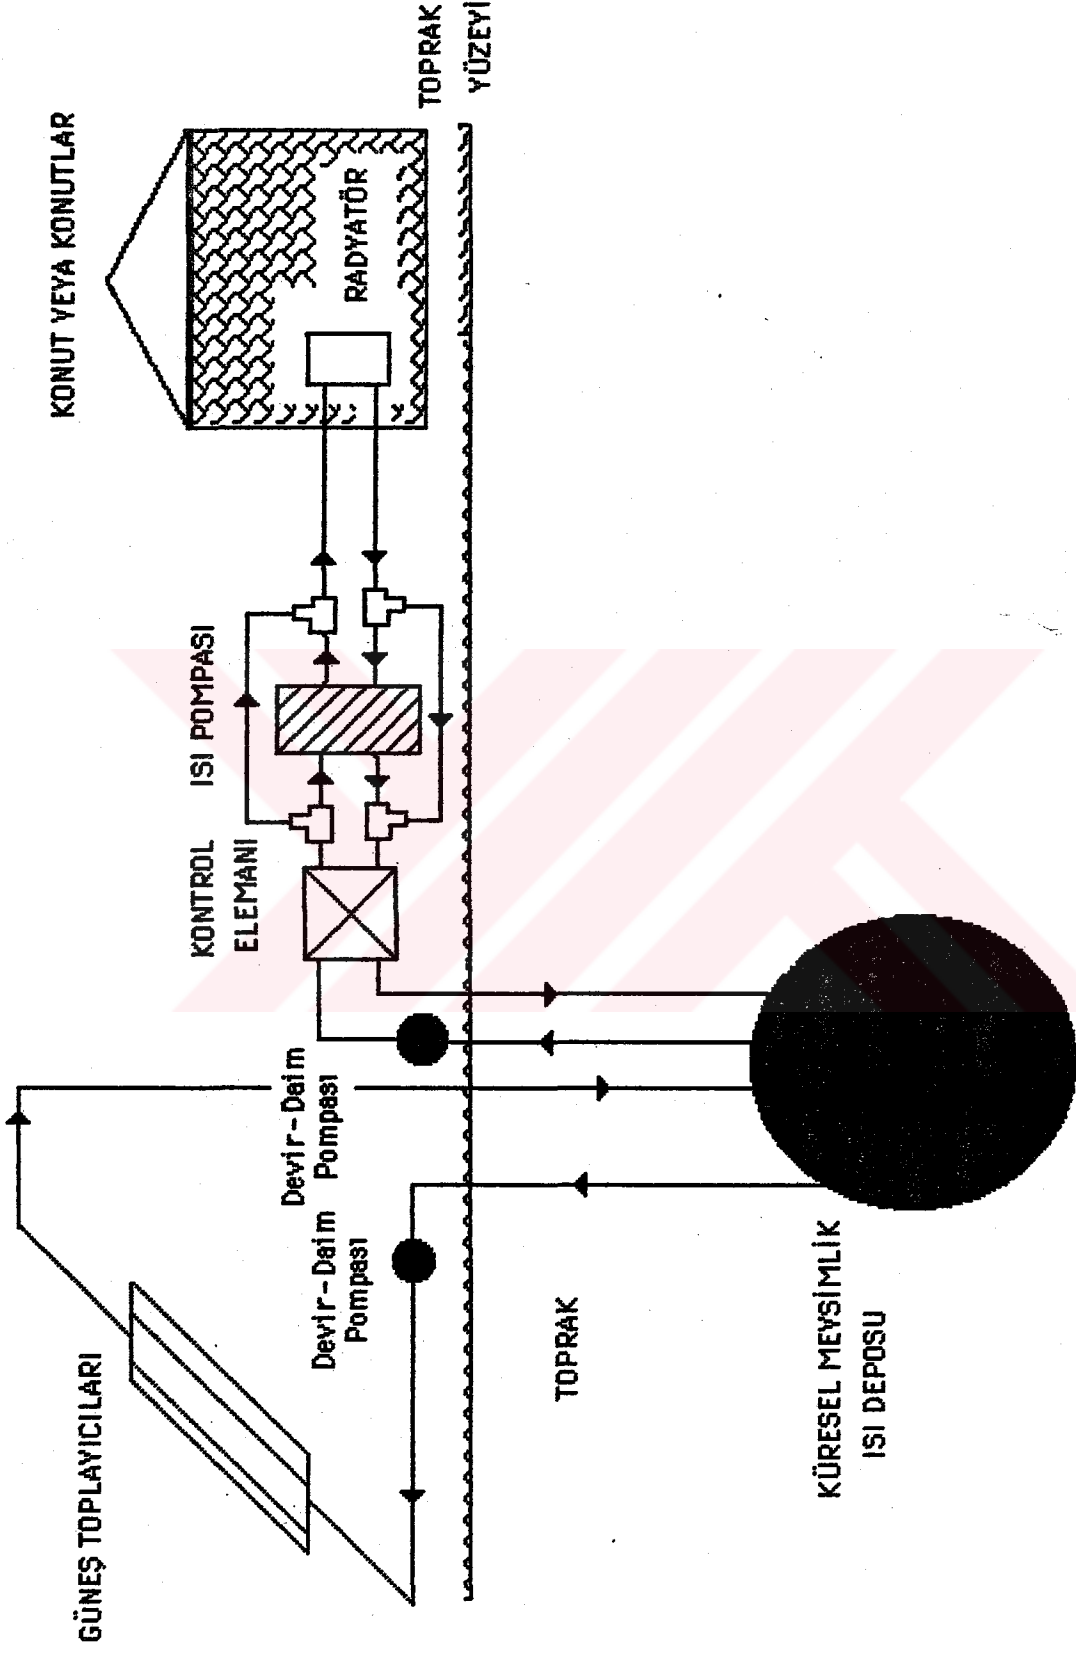 GÜNEŞ TOPLAYICILARI
KONUT VEYA KONUTLAR
KONTROL
ELEMANI
ISI POMPASI
Devir-Daim
Pompası
Devir-Daim
Pompası
RADYATÖR
TOPRAK
YÜZEYİ
TOPRAK
KÜRESEL MEVSİMLİK
ISI DEPOSU